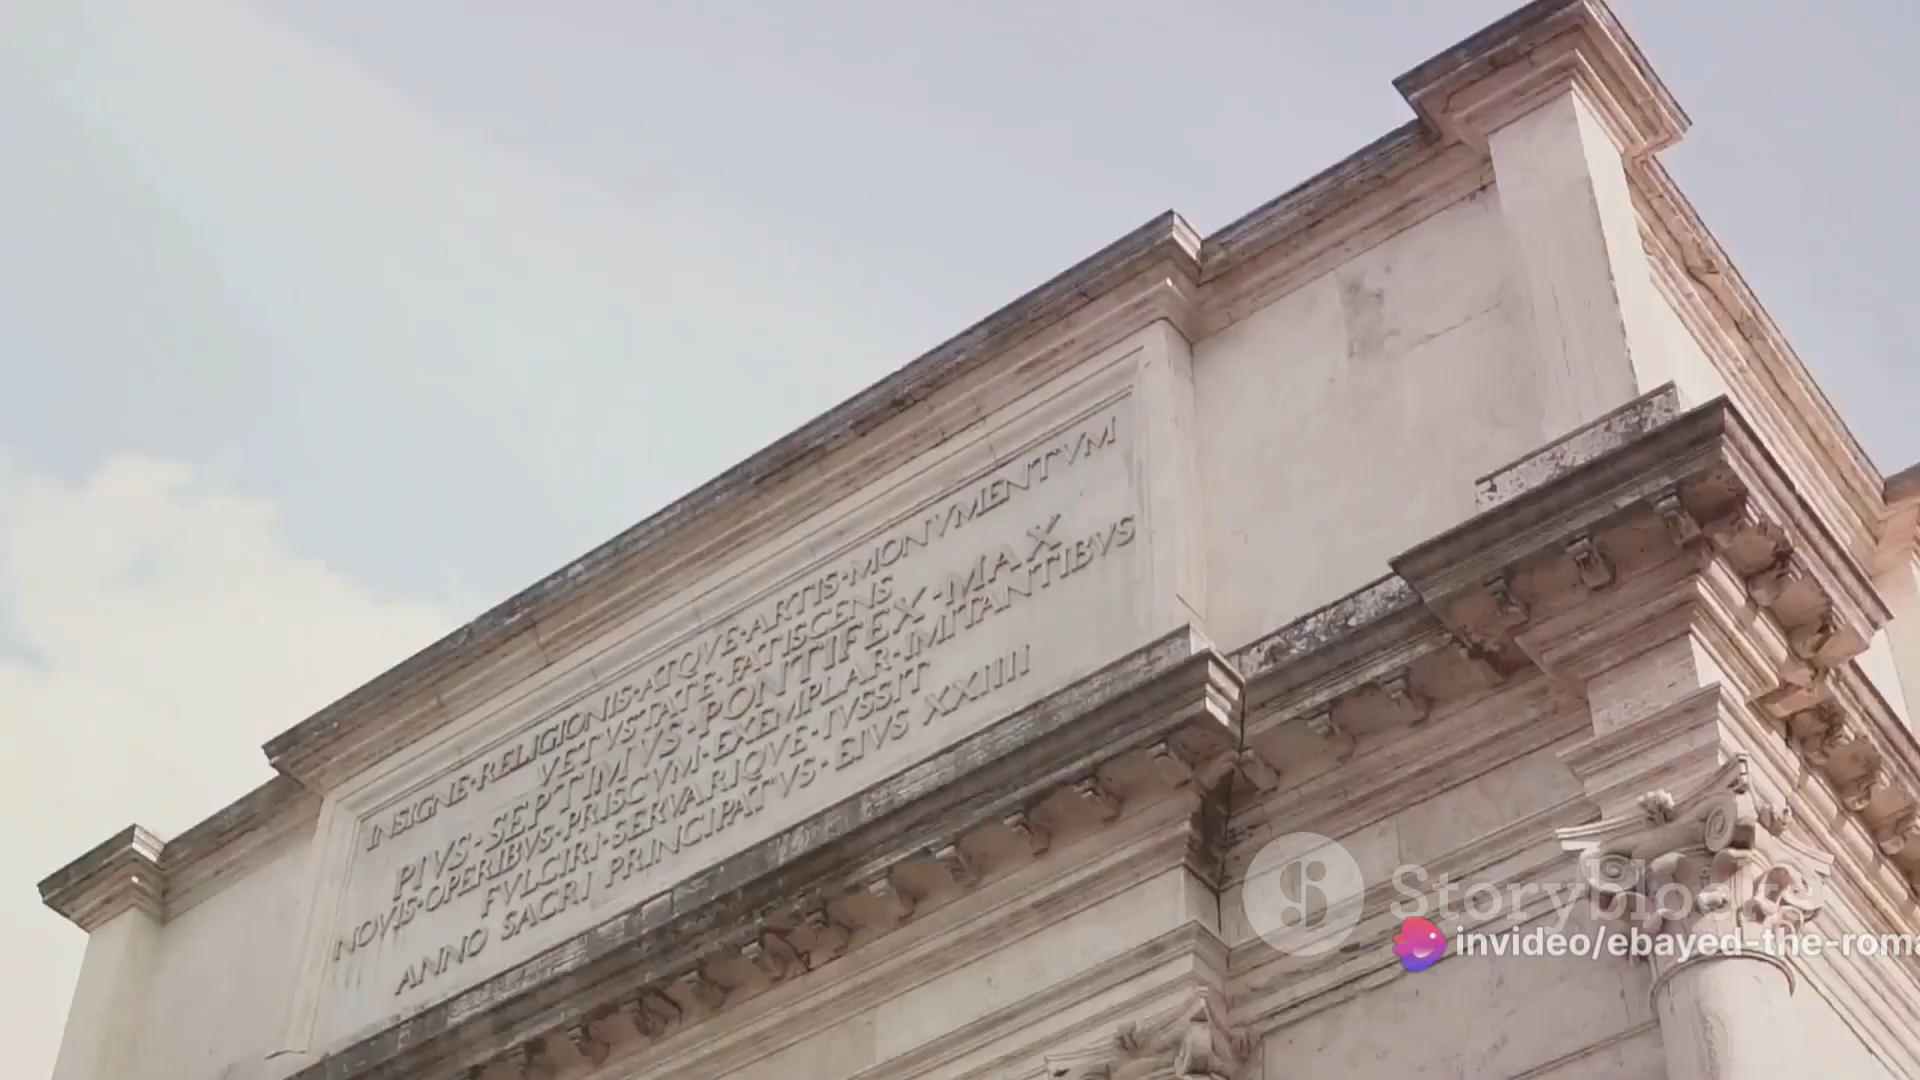 INSIGNE·RELIGIONIS·ATQVE·ARTIS·MONVMENTVM
VETVSTATE·FATISCENS
PIVS·SEPTIMVS·PONTIFEX·MAX
NOVIS·OPERIBVS·PRISCVM·EXEMPLAR·IMITANTIBVS
FVLCIRI·SERVARIQVE·IVSSIT
ANNO SACRI PRINCIPATVS·EIVS XXIIII
Storyblocks
invideo/ebayed-the-roma